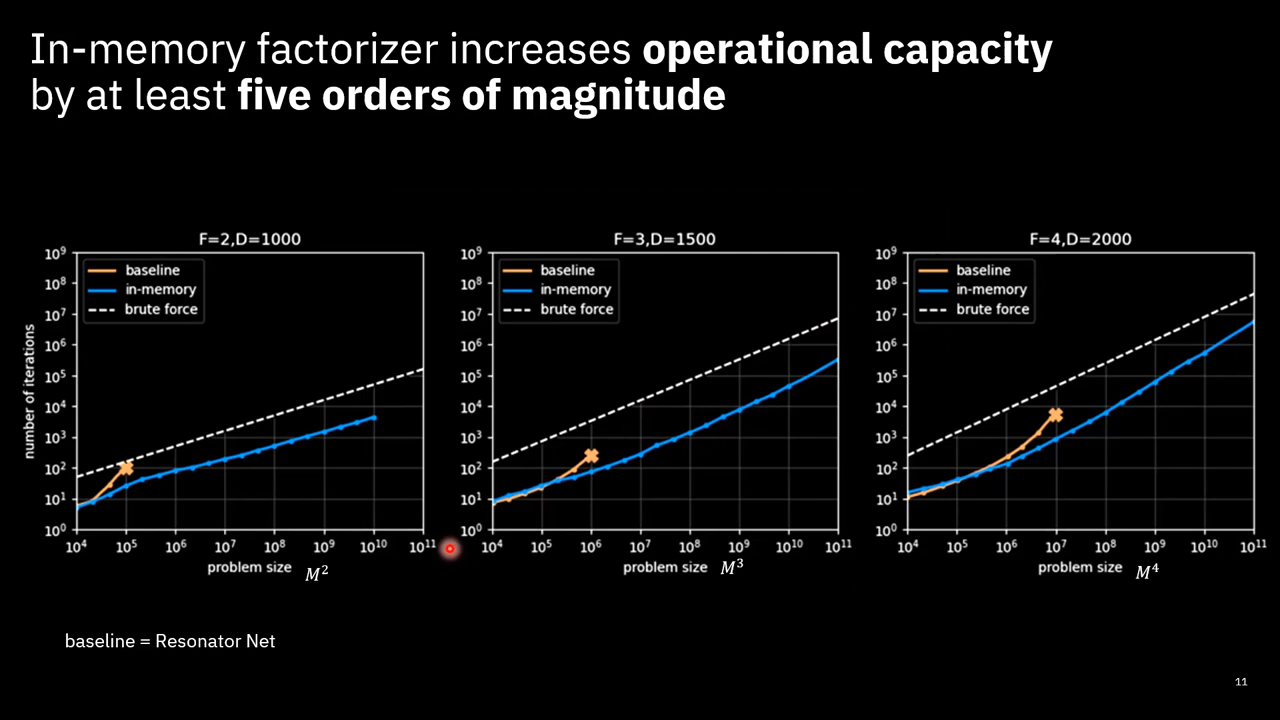 In-memory factorizer increases operational capacity
by at least five orders of magnitude
F=2,D=1000
10⁹
10⁸
10⁷
10⁶
10⁵
10⁴
10³
10²
10¹
10⁰
number of iterations
baseline
in-memory
brute force
10⁴ 10⁵ 10⁶ 10⁷ 10⁸ 10⁹ 10¹⁰ 10¹¹
problem size M²
F=3,D=1500
10⁹
10⁸
10⁷
10⁶
10⁵
10⁴
10³
10²
10¹
10⁰
baseline
in-memory
brute force
10⁴ 10⁵ 10⁶ 10⁷ 10⁸ 10⁹ 10¹⁰ 10¹¹
problem size M³
F=4,D=2000
10⁹
10⁸
10⁷
10⁶
10⁵
10⁴
10³
10²
10¹
10⁰
baseline
in-memory
brute force
10⁴ 10⁵ 10⁶ 10⁷ 10⁸ 10⁹ 10¹⁰ 10¹¹
problem size M⁴
baseline = Resonator Net
11